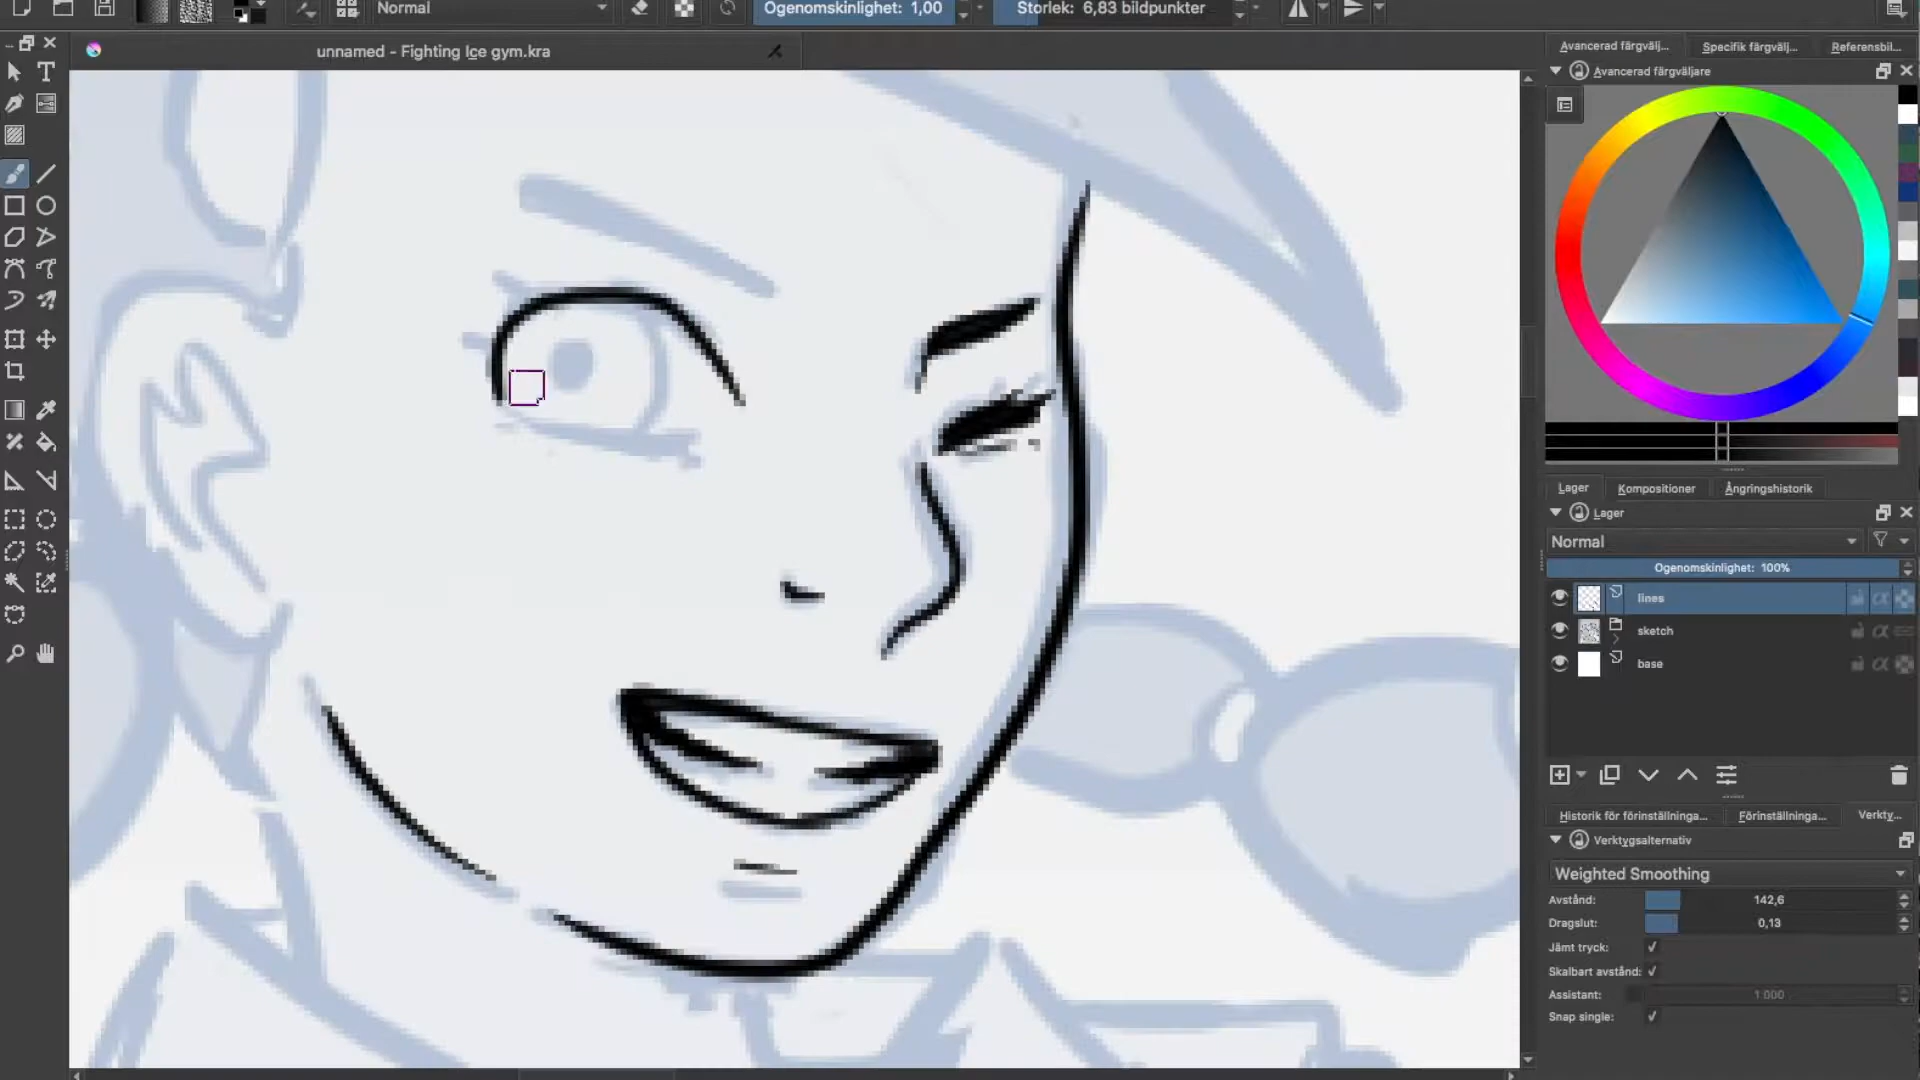 Normal
Ogenomskinlighet: 1,00
Storlek: 6,83 bildpunkter
unnamed - Fighting Ice gym.kra
Avancerad färgvälj...
Specifik färgvälj...
Referensbil...
Avancerad färgväljare
Lager
Kompositioner
Ångringshistorik
Lager
Normal
Ogenomskinlighet: 100%
lines
sketch
base
Historik för förinställninga...
Förinställninga...
Verkty...
Verktygsalternativ
Weighted Smoothing
Avstånd: 142,6
Dragslut: 0,13
Jämt tryck:
Skalbart avstånd:
Assistant: 1 000
Snap single: